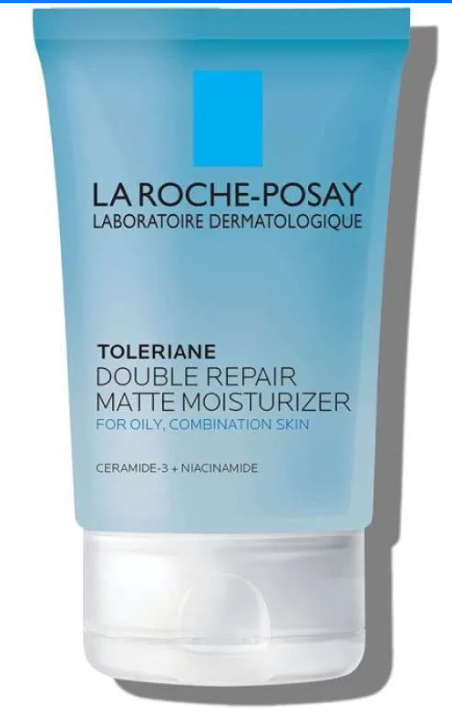 LA ROCHE-POSAY
LABORATOIRE DERMATOLOGIQUE
TOLERIANE
DOUBLE REPAIR
MATTE MOISTURIZER
FOR OILY, COMBINATION SKIN
CERAMIDE-3 + NIACINAMIDE